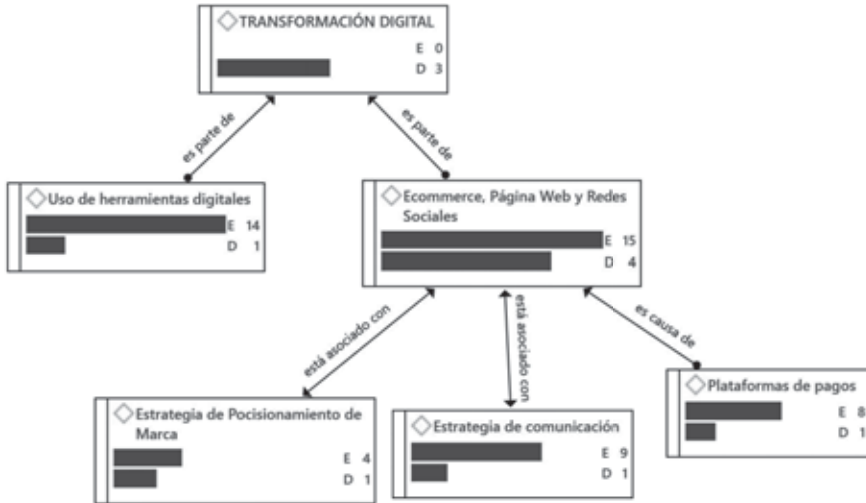 TRANSFORMACIÓN DIGITAL
E 0
D 3
es parte de
es parte de
Uso de herramientas digitales
E 14
D 1
Ecommerce, Página Web y Redes
Sociales
E 15
D 4
está asociado con
está asociado con
es causa de
Estrategia de Pocisionamiento de
Marca
E 4
D 1
Estrategia de comunicación
E 9
D 1
Plataformas de pagos
E 8
D 1